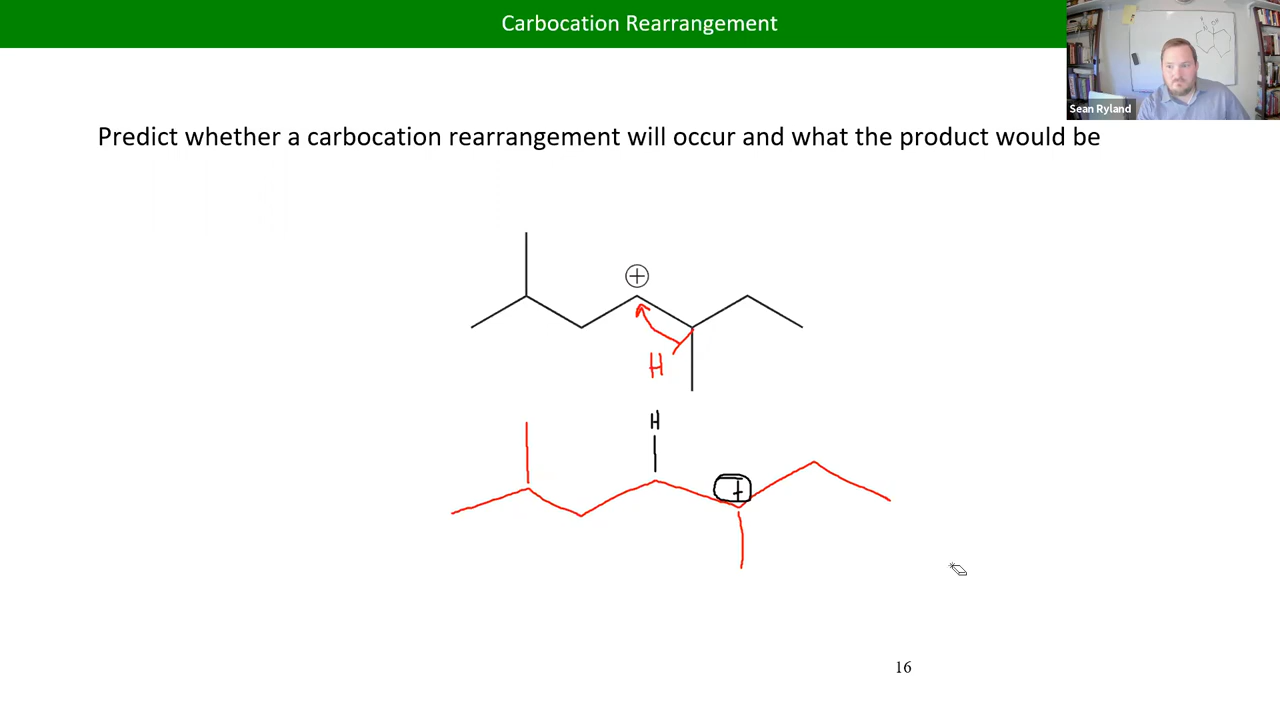 Carbocation Rearrangement
Sean Ryland
Predict whether a carbocation rearrangement will occur and what the product would be
+
H
H
+
16